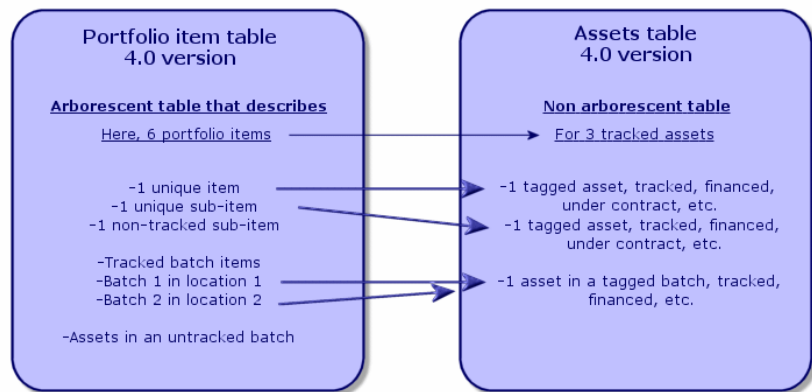 Portfolio item table
4.0 version
Arborescent table that describes
Here, 6 portfolio items
-1 unique item
-1 unique sub-item
-1 non-tracked sub-item
-Tracked batch items
-Batch 1 in location 1
-Batch 2 in location 2
-Assets in an untracked batch
Assets table
4.0 version
Non arborescent table
For 3 tracked assets
-1 tagged asset, tracked, financed,
under contract, etc.
-1 tagged asset, tracked, financed,
under contract, etc.
-1 asset in a tagged batch, tracked,
financed, etc.